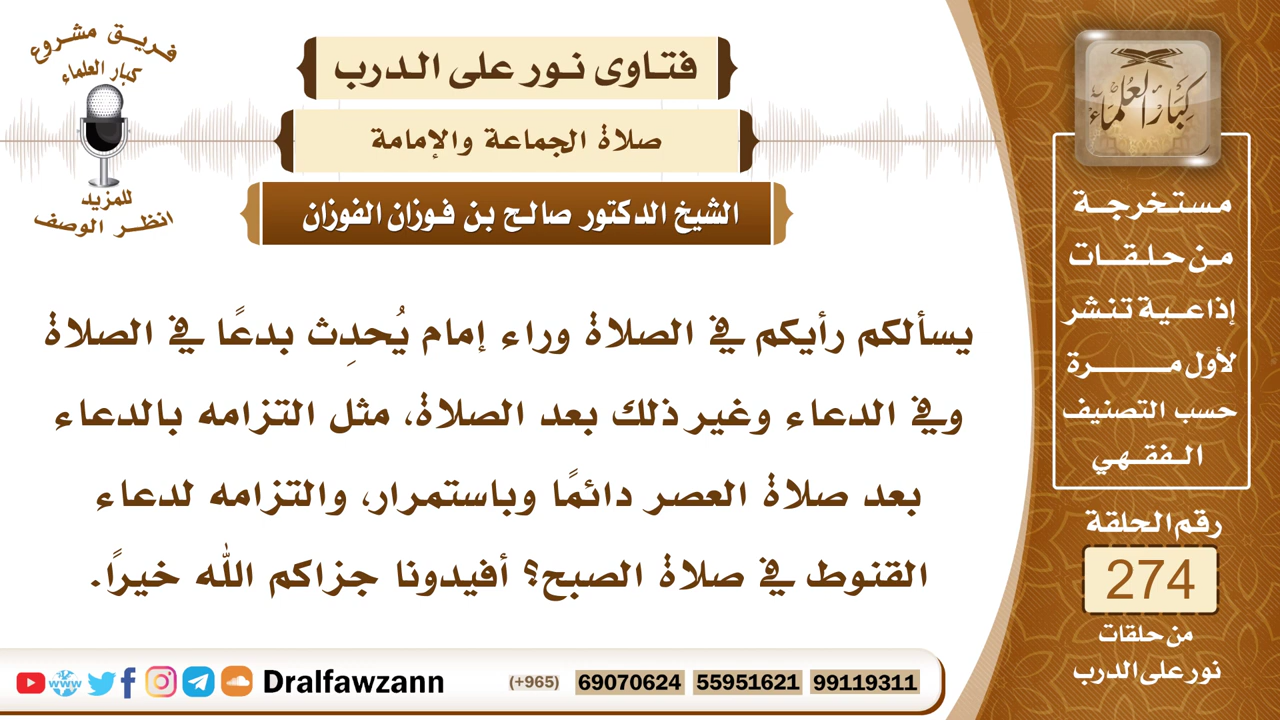 فريق مشروع
كبار العلماء
للمزيد
انظر الوصف
فتاوى نور على الدرب
صلاة الجماعة والإمامة
الشيخ الدكتور صالح بن فوزان الفوزان
يسألكم رأيكم في الصلاة وراء إمام يُحدِث بدعًا في الصلاة
وفي الدعاء وغير ذلك بعد الصلاة، مثل التزامه بالدعاء
بعد صلاة العصر دائمًا وباستمرار، والتزامه لدعاء
القنوط في صلاة الصبح؟ أفيدونا جزاكم الله خيرًا.
كبار العلماء
مستخرجة
من حلقات
إذاعية تنشر
لأول مرة
حسب التصنيف
الفقهي
رقم الحلقة
274
من حلقات
نور على الدرب
www Dralfawzann (+965) 69070624 55951621 99119311